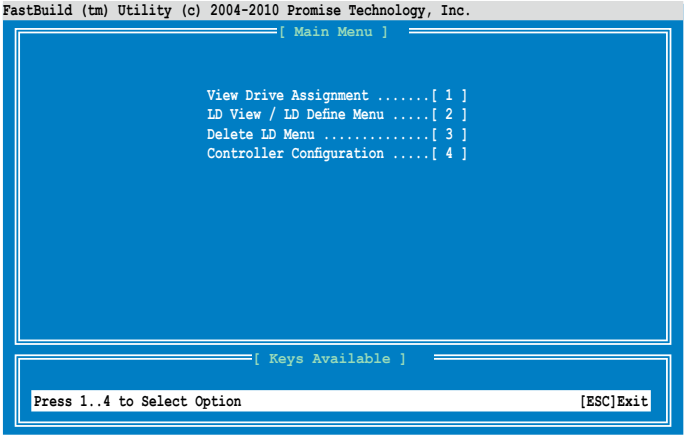 FastBuild (tm) Utility (c) 2004-2010 Promise Technology, Inc.
[ Main Menu ]
View Drive Assignment .......[ 1 ]
LD View / LD Define Menu .....[ 2 ]
Delete LD Menu ..............[ 3 ]
Controller Configuration .....[ 4 ]
[ Keys Available ]
Press 1..4 to Select Option [ESC]Exit